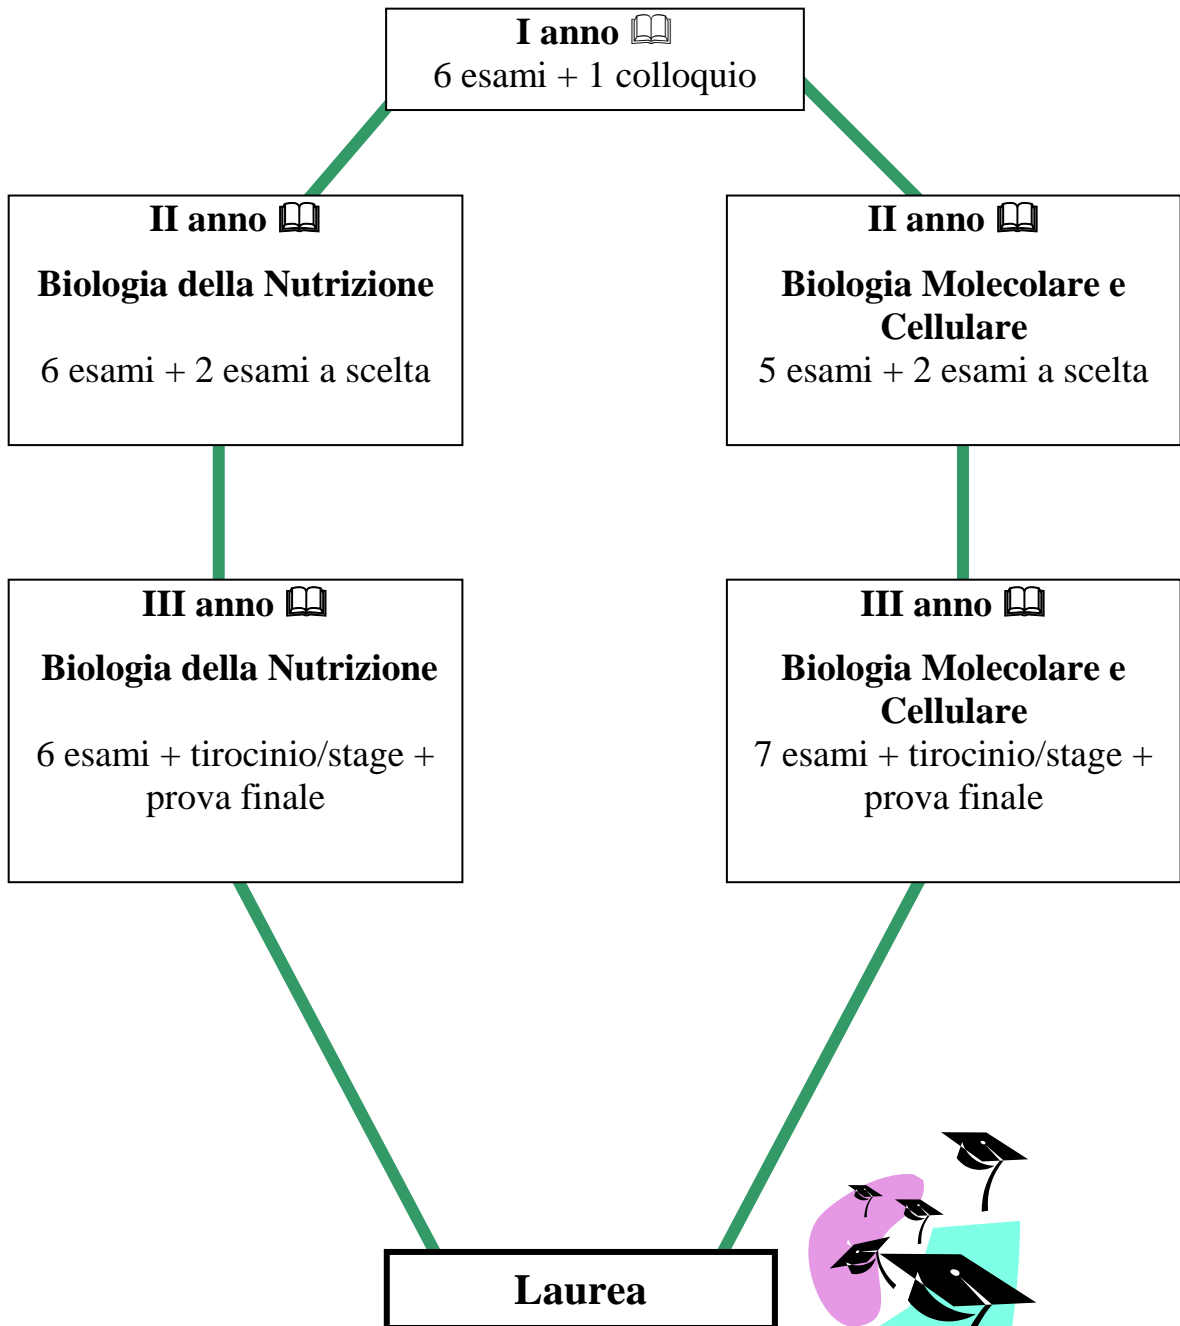 I anno 🕮
6 esami + 1 colloquio
II anno 🕮
Biologia della Nutrizione
6 esami + 2 esami a scelta
II anno 🕮
Biologia Molecolare e
Cellulare
5 esami + 2 esami a scelta
III anno 🕮
Biologia della Nutrizione
6 esami + tirocinio/stage +
prova finale
III anno 🕮
Biologia Molecolare e
Cellulare
7 esami + tirocinio/stage +
prova finale
Laurea